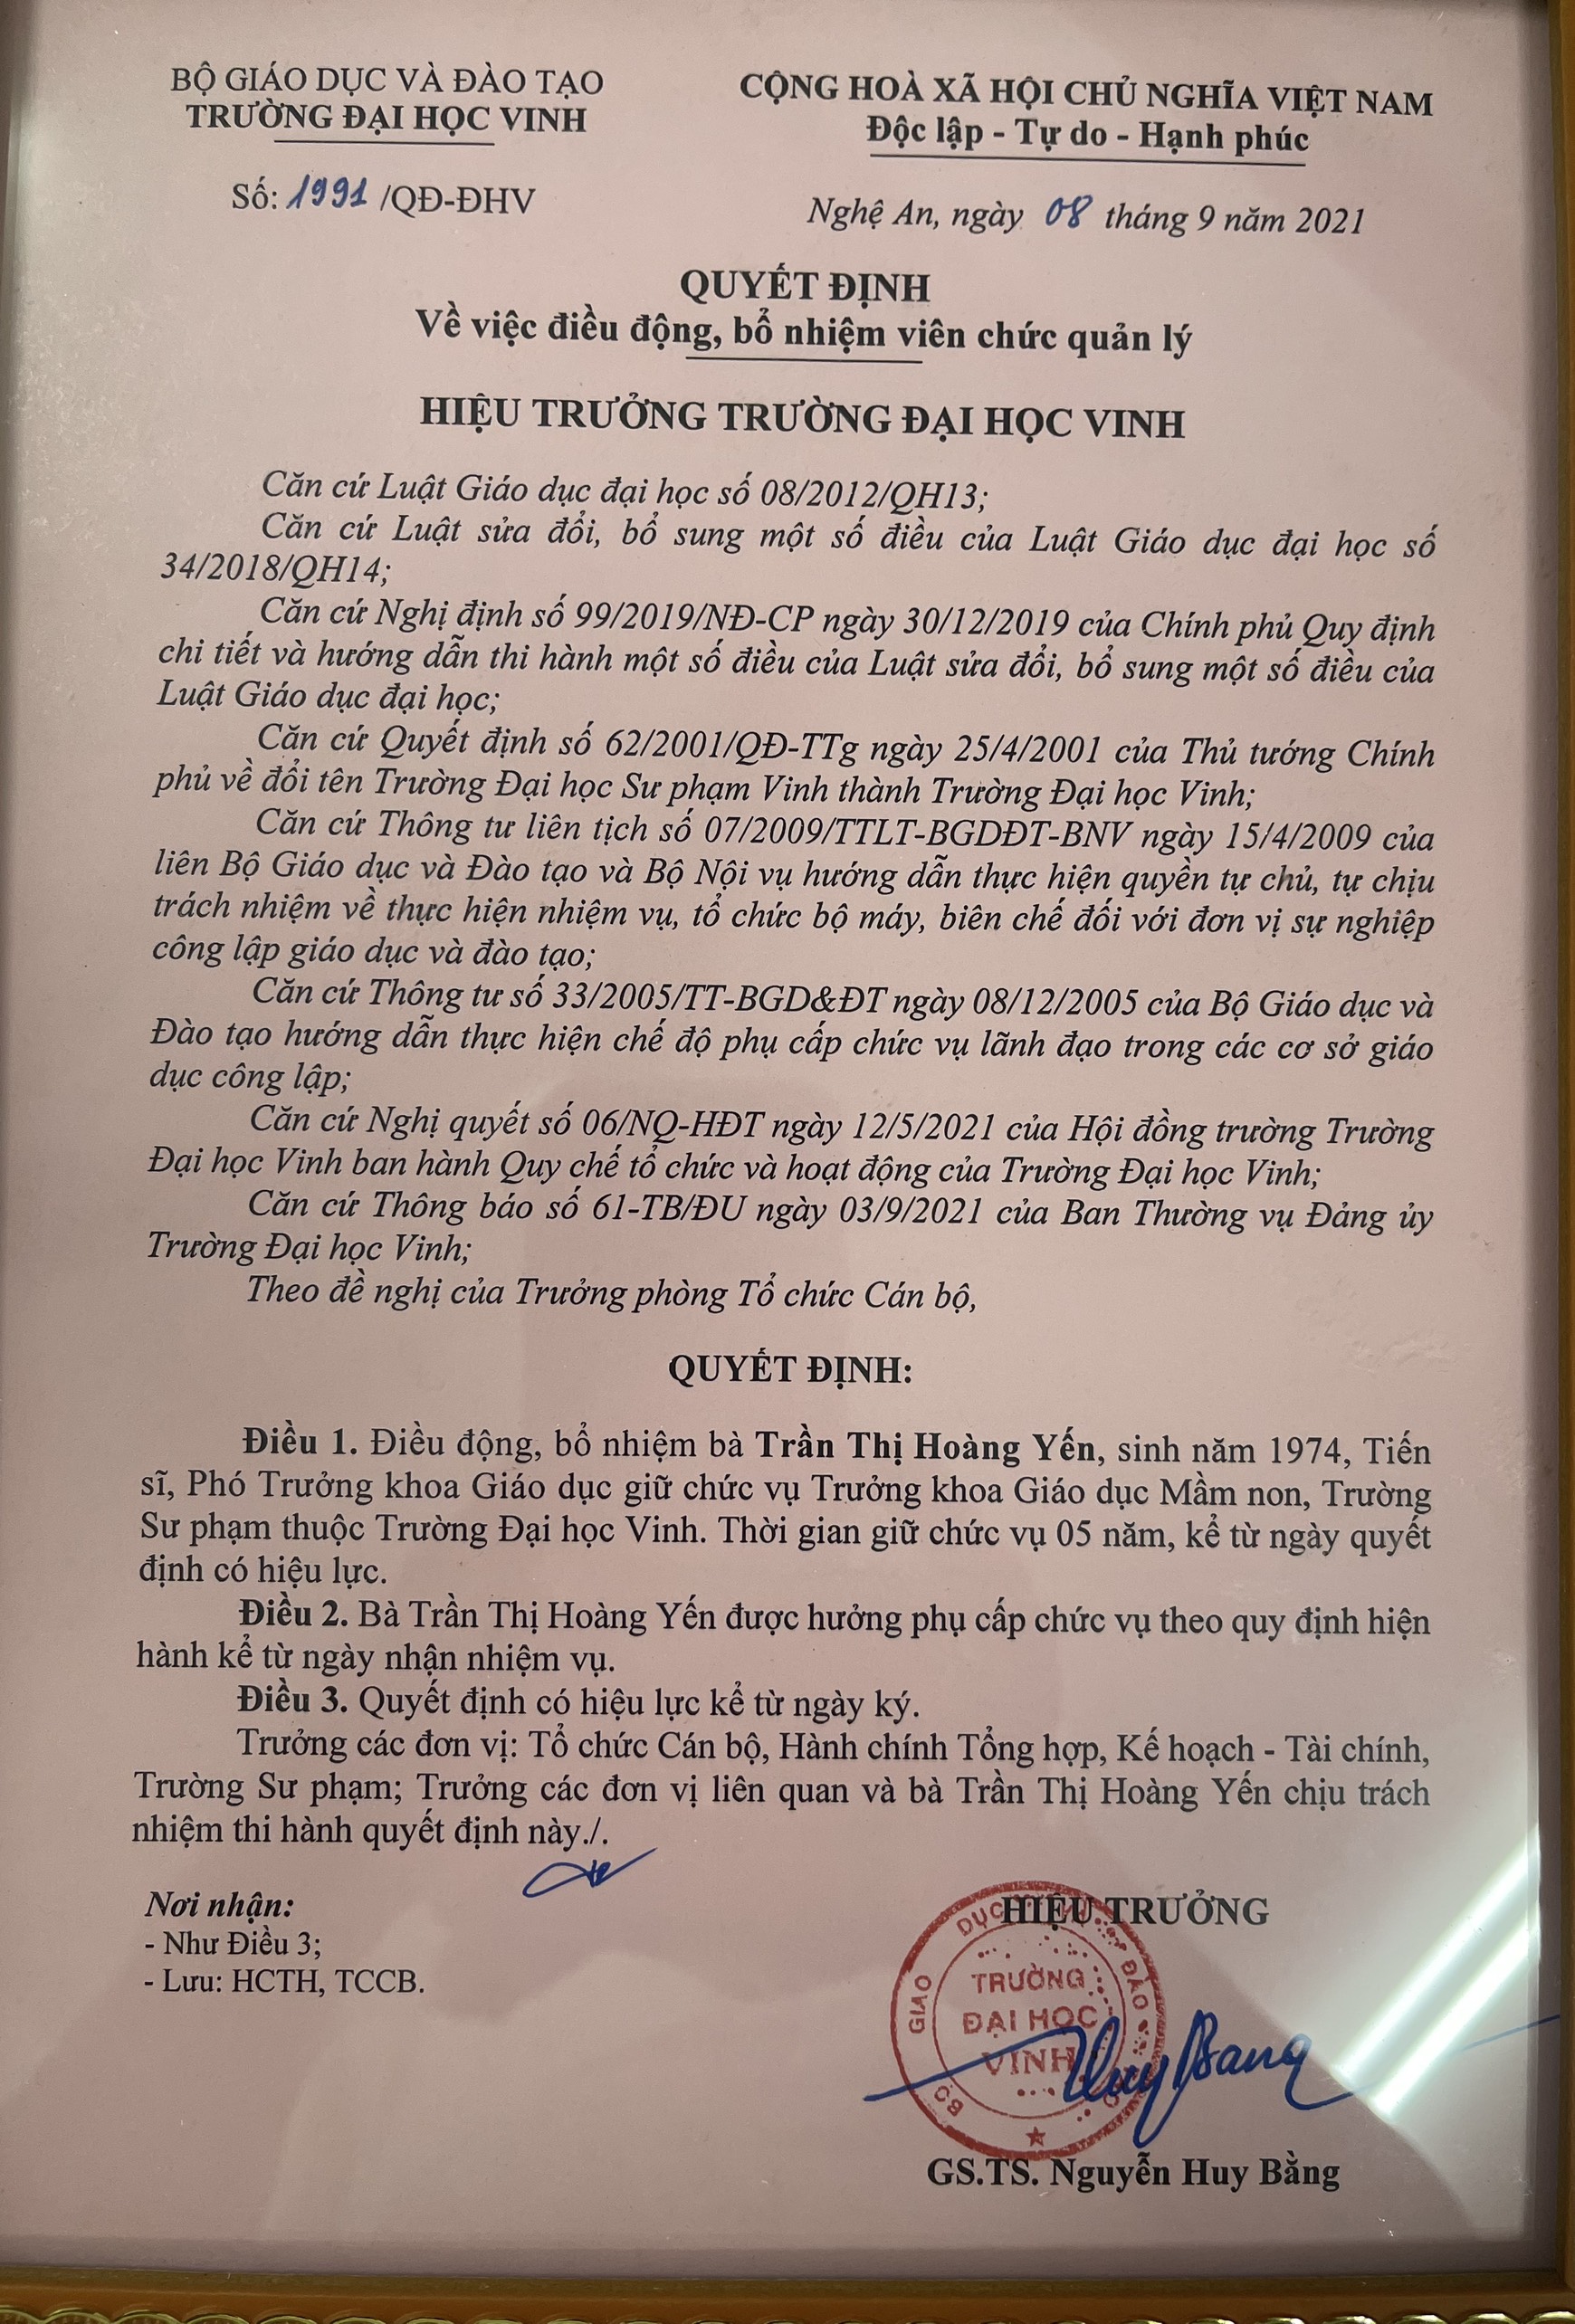 BỘ GIÁO DỤC VÀ ĐÀO TẠO
TRƯỜNG ĐẠI HỌC VINH
Số: 1991 /QĐ-ĐHV
CỘNG HOÀ XÃ HỘI CHỦ NGHĨA VIỆT NAM
Độc lập - Tự do - Hạnh phúc
Nghệ An, ngày 08 tháng 9 năm 2021
QUYẾT ĐỊNH
Về việc điều động, bổ nhiệm viên chức quản lý
HIỆU TRƯỞNG TRƯỜNG ĐẠI HỌC VINH
Căn cứ Luật Giáo dục đại học số 08/2012/QH13;
Căn cứ Luật sửa đổi, bổ sung một số điều của Luật Giáo dục đại học số
34/2018/QH14;
Căn cứ Nghị định số 99/2019/NĐ-CP ngày 30/12/2019 của Chính phủ Quy định
chi tiết và hướng dẫn thi hành một số điều của Luật sửa đổi, bổ sung một số điều của
Luật Giáo dục đại học;
Căn cứ Quyết định số 62/2001/QĐ-TTg ngày 25/4/2001 của Thủ tướng Chính
phủ về đổi tên Trường Đại học Sư phạm Vinh thành Trường Đại học Vinh;
Căn cứ Thông tư liên tịch số 07/2009/TTLT-BGDĐT-BNV ngày 15/4/2009 của
liên Bộ Giáo dục và Đào tạo và Bộ Nội vụ hướng dẫn thực hiện quyền tự chủ, tự chịu
trách nhiệm về thực hiện nhiệm vụ, tổ chức bộ máy, biên chế đối với đơn vị sự nghiệp
công lập giáo dục và đào tạo;
Căn cứ Thông tư số 33/2005/TT-BGD&ĐT ngày 08/12/2005 của Bộ Giáo dục và
Đào tạo hướng dẫn thực hiện chế độ phụ cấp chức vụ lãnh đạo trong các cơ sở giáo
dục công lập;
Căn cứ Nghị quyết số 06/NQ-HĐT ngày 12/5/2021 của Hội đồng trường Trường
Đại học Vinh ban hành Quy chế tổ chức và hoạt động của Trường Đại học Vinh;
Căn cứ Thông báo số 61-TB/ĐU ngày 03/9/2021 của Ban Thường vụ Đảng ủy
Trường Đại học Vinh;
Theo đề nghị của Trưởng phòng Tổ chức Cán bộ,
QUYẾT ĐỊNH:
Điều 1. Điều động, bổ nhiệm bà Trần Thị Hoàng Yến, sinh năm 1974, Tiến
sĩ, Phó Trưởng khoa Giáo dục giữ chức vụ Trưởng khoa Giáo dục Mầm non, Trường
Sư phạm thuộc Trường Đại học Vinh. Thời gian giữ chức vụ 05 năm, kể từ ngày quyết
định có hiệu lực.
Điều 2. Bà Trần Thị Hoàng Yến được hưởng phụ cấp chức vụ theo quy định hiện
hành kể từ ngày nhận nhiệm vụ.
Điều 3. Quyết định có hiệu lực kể từ ngày ký.
Trưởng các đơn vị: Tổ chức Cán bộ, Hành chính Tổng hợp, Kế hoạch - Tài chính,
Trường Sư phạm; Trưởng các đơn vị liên quan và bà Trần Thị Hoàng Yến chịu trách
nhiệm thi hành quyết định này./.
Nơi nhận:
- Như Điều 3;
- Lưu: HCTH, TCCB.
HIỆU TRƯỞNG
BỘ GIÁO DỤC ĐÀO
TRƯỜNG
ĐẠI HỌC
VINH
Huy Bang
GS.TS. Nguyễn Huy Bằng